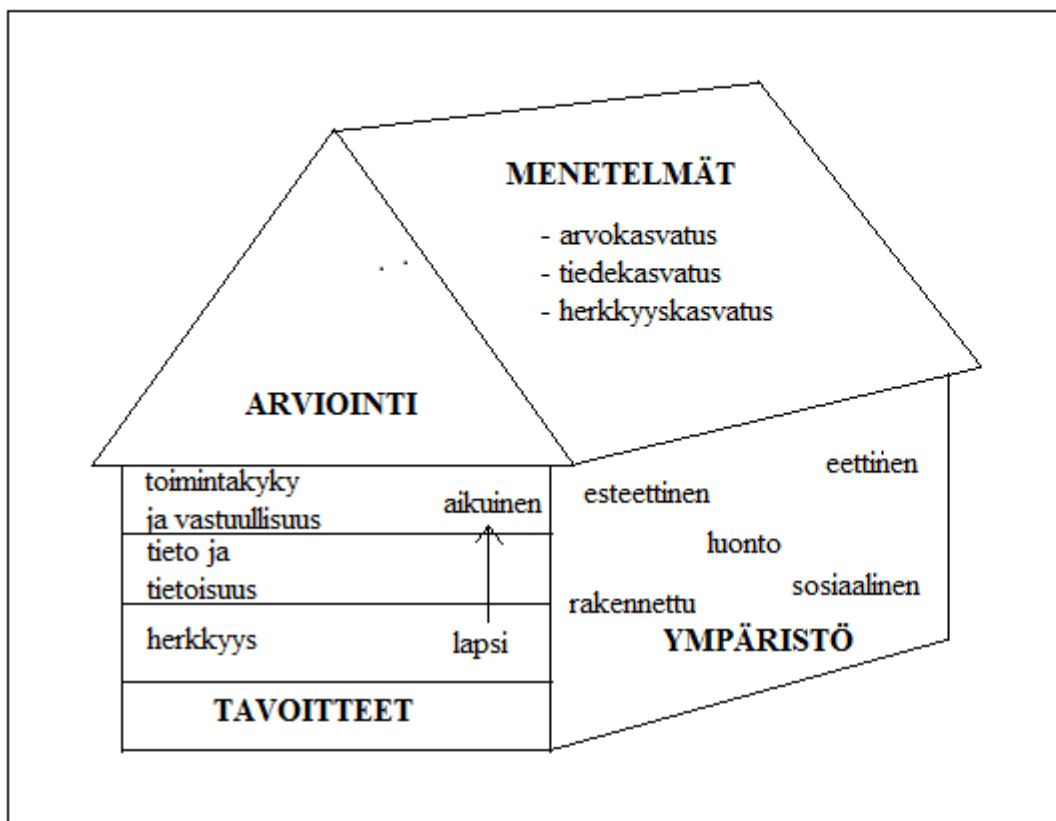 MENETELMÄT
- arvokasvatus
- tiedekasvatus
- herkkyyskasvatus
ARVIOINTI
toimintakyky
ja vastuullisuus
aikuinen
tieto ja
tietoisuus
herkkyys
lapsi
TAVOITTEET
eettinen
esteettinen
luonto
sosiaalinen
rakennettu
YMPÄRISTÖ